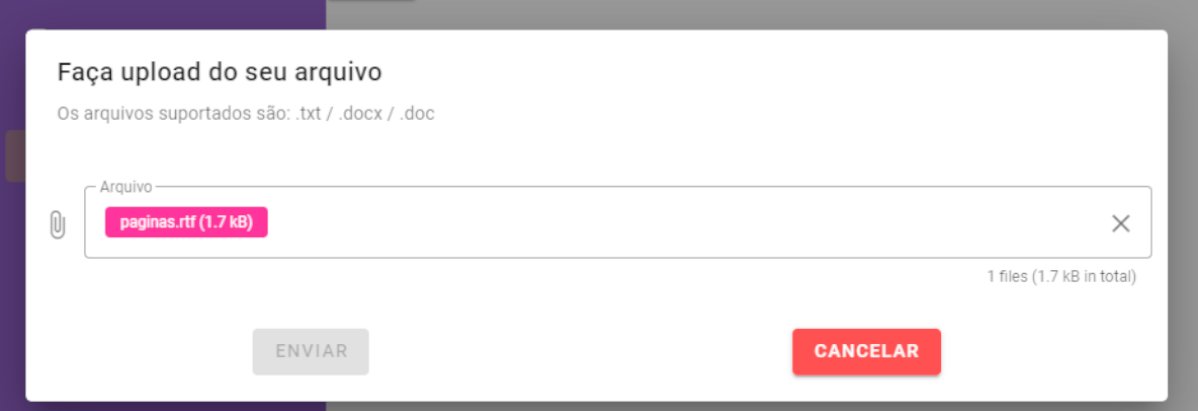 Faça upload do seu arquivo
Os arquivos suportados são: .txt / .docx / .doc
Arquivo
paginas.rtf (1.7 kB)
1 files (1.7 kB in total)
ENVIAR
CANCELAR